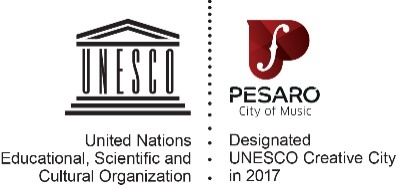 UNESCO
PESARO
City of Music
United Nations
Educational, Scientific and
Cultural Organization
Designated
UNESCO Creative City
in 2017